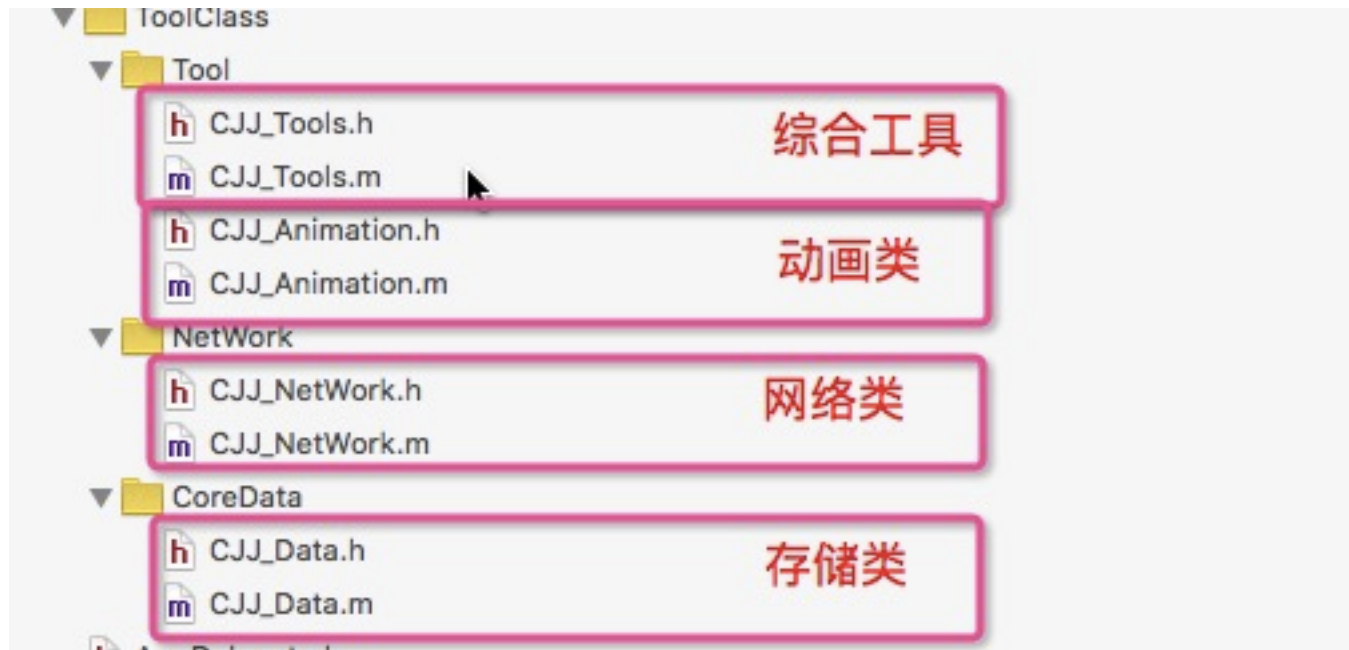 ToolClass
Tool
h CJJ_Tools.h
综合工具
m CJJ_Tools.m
h CJJ_Animation.h
动画类
m CJJ_Animation.m
NetWork
h CJJ_NetWork.h
网络类
m CJJ_NetWork.m
CoreData
h CJJ_Data.h
存储类
m CJJ_Data.m